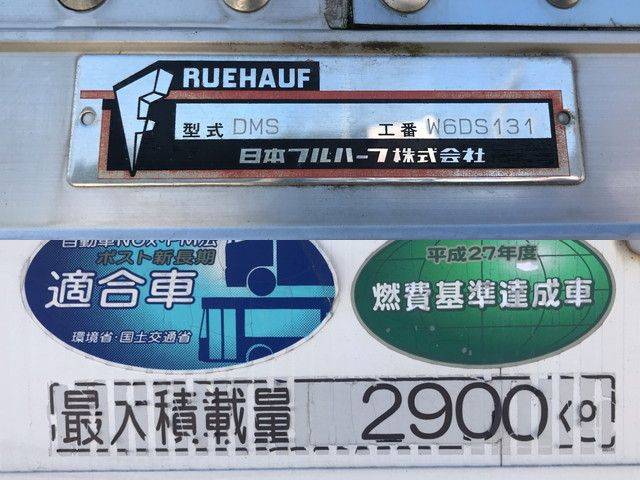 FRUEHAUF
型式 DMS 工番 W6DS131
日本フルハーフ株式会社
自動車NOx・PM法
ポスト新長期
適合車
環境省・国土交通省
平成27年度
燃費基準達成車
最大積載量 2900kg